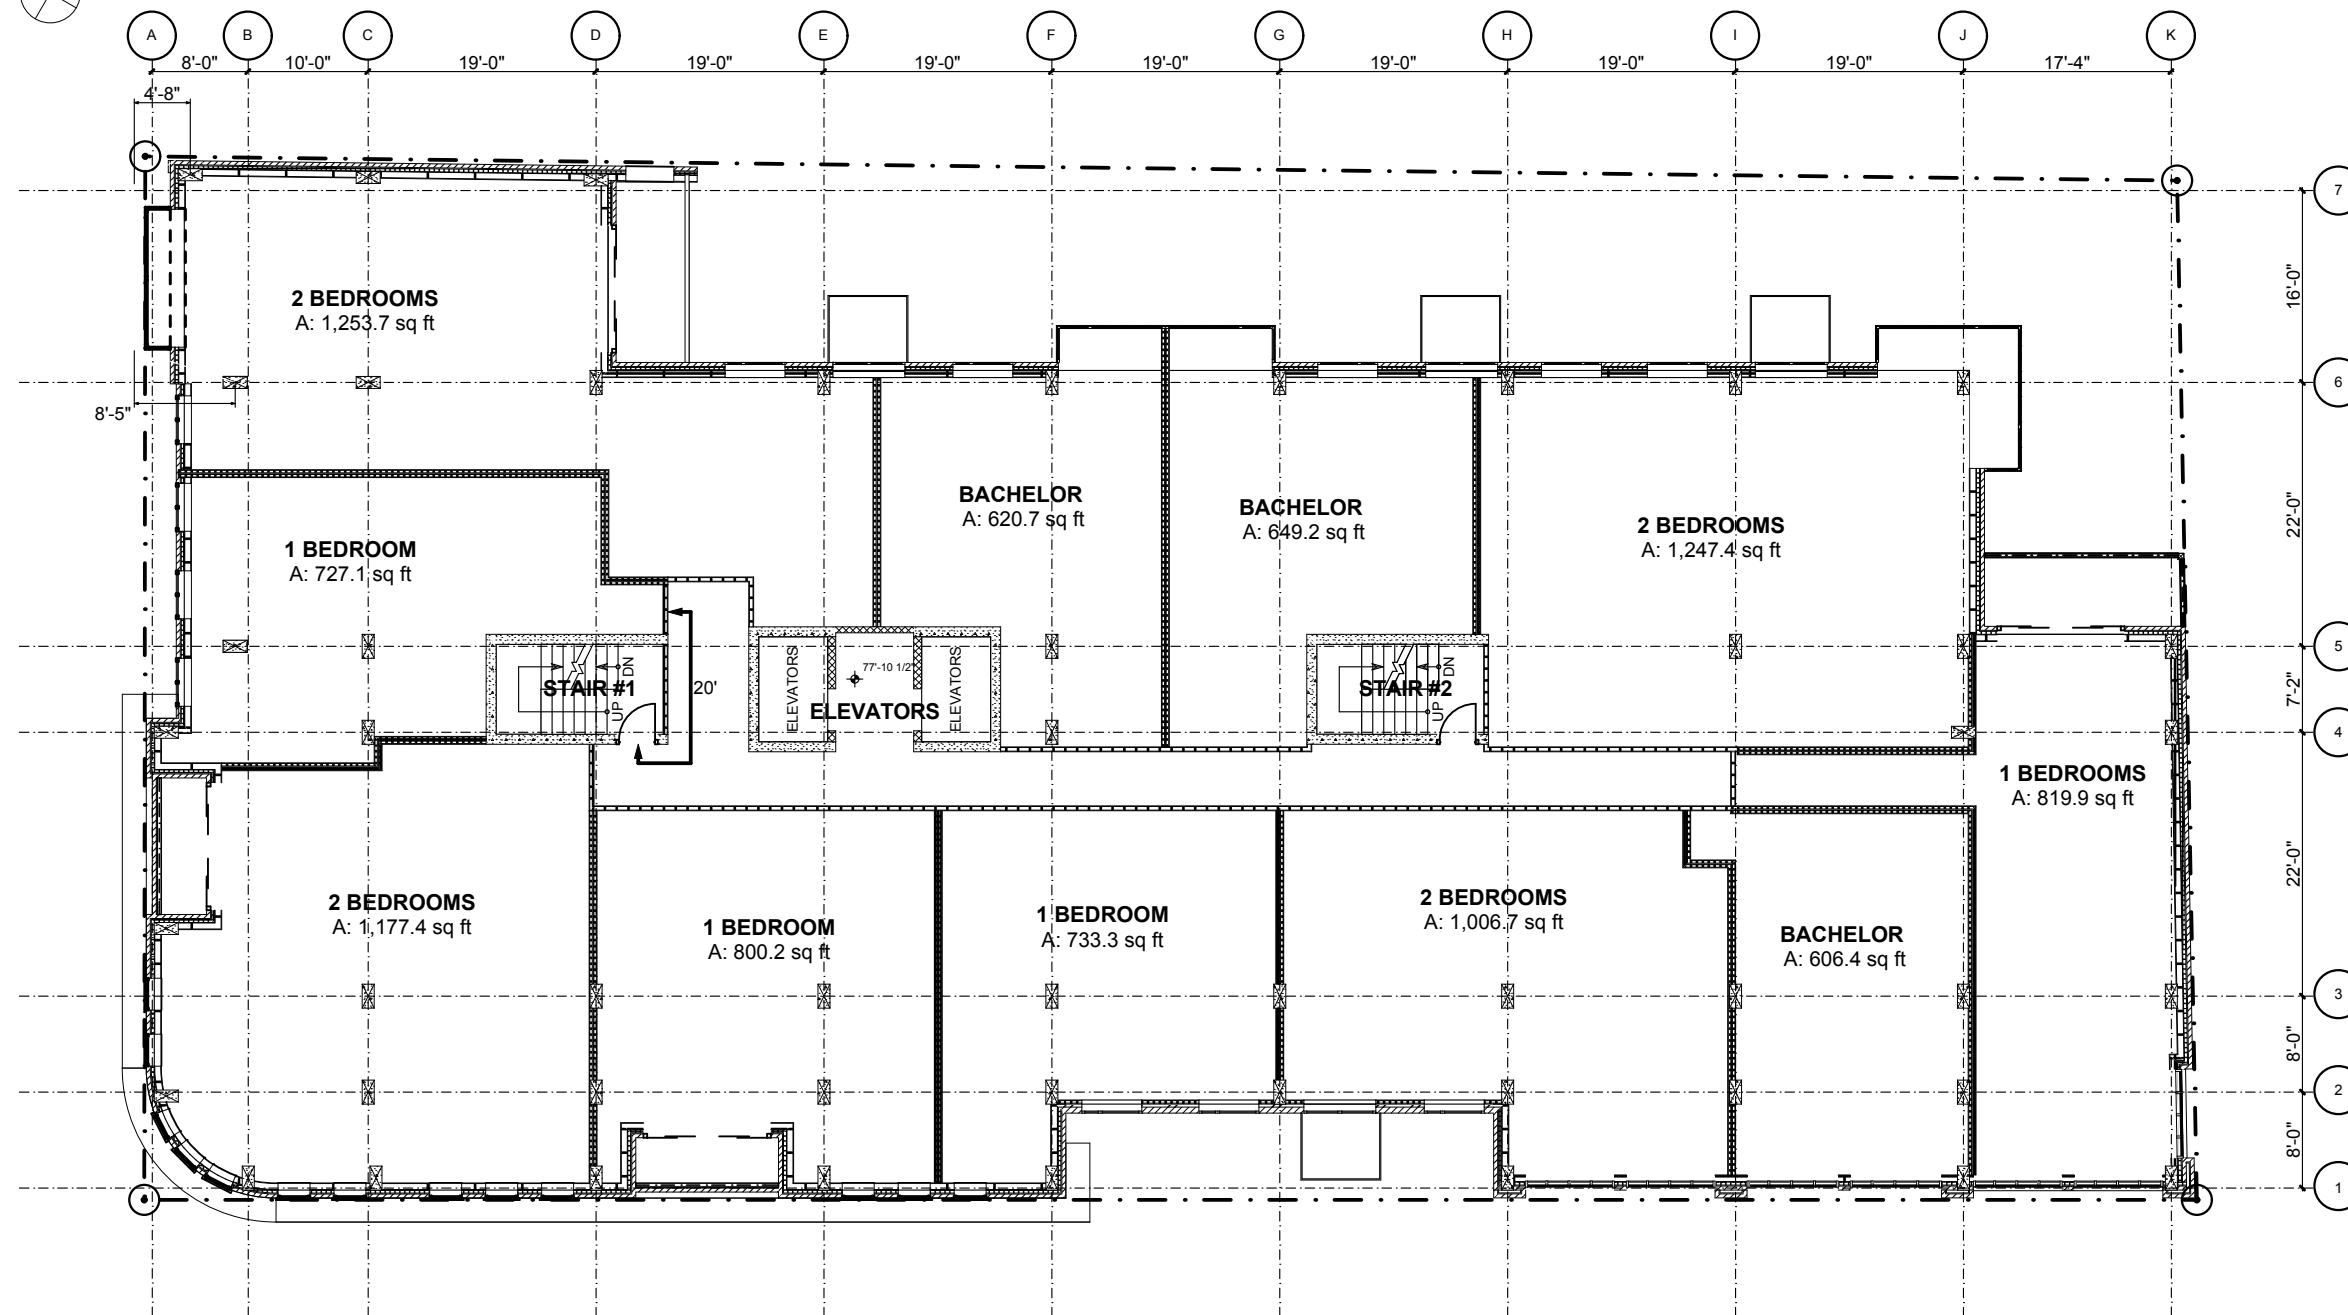 A B C D E F G H I J K
8'-0" 10'-0" 19'-0" 19'-0" 19'-0" 19'-0" 19'-0" 19'-0" 19'-0" 17'-4"
4'-8"
7
16'-0"
2 BEDROOMS
A: 1,253.7 sq ft
6
8'-5"
BACHELOR
A: 620.7 sq ft
BACHELOR
A: 649.2 sq ft
2 BEDROOMS
A: 1,247.4 sq ft
22'-0"
1 BEDROOM
A: 727.1 sq ft
5
STAIR #1
DN
UP
20'
ELEVATORS
77'-10 1/2"
ELEVATORS
ELEVATORS
STAIR #2
DN
UP
7'-2"
4
1 BEDROOMS
A: 819.9 sq ft
22'-0"
2 BEDROOMS
A: 1,177.4 sq ft
1 BEDROOM
A: 800.2 sq ft
1 BEDROOM
A: 733.3 sq ft
2 BEDROOMS
A: 1,006.7 sq ft
BACHELOR
A: 606.4 sq ft
3
8'-0"
2
8'-0"
1